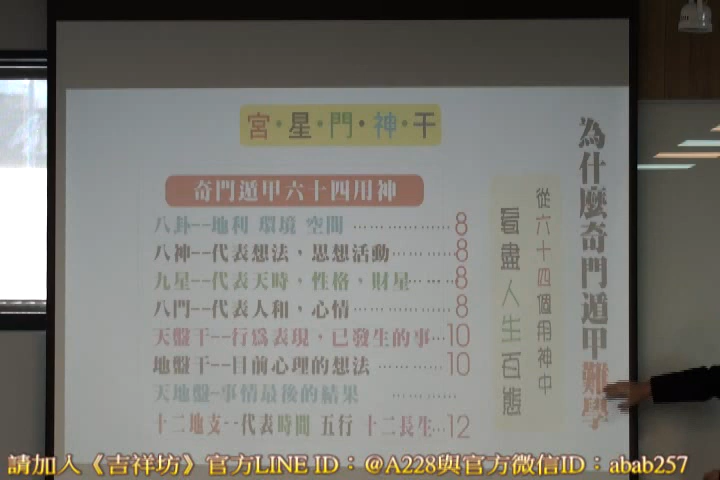 宮·星·門·神·干
為什麼奇門遁甲難學
從六十四個用神中
看盡人生百態
奇門遁甲六十四用神
八卦--地利 環境 空間 ………………8
八神--代表想法，思想活動………8
九星--代表天時，性格，財星………8
八門--代表人和，心情………………8
天盤干--行為表現，已發生的事…10
地盤干--目前心理的想法 …………10
天地盤-事情最後的結果 …………
十二地支--代表時間 五行 十二長生…12
請加入《吉祥坊》官方LINE ID：@A228與官方微信ID：abab257